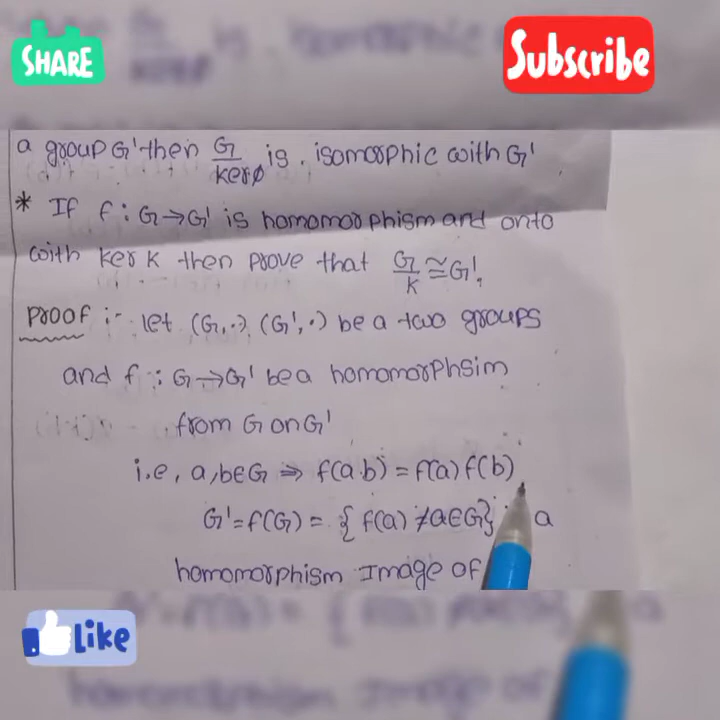 SHARE
Subscribe
a group G' then G/kerφ is isomorphic with G'
* If f : G→G' is homomorphism and onto
with ker K then prove that G/K ≅ G'.
Proof :- let (G,·) (G',·) be a two groups
and f : G→G' be a homomorphsim
from G on G'
i.e, a,b∈G ⇒ f(a.b) = f(a) f(b)
G' = f(G) = { f(a) / a∈G} a
homomorphism Image of
Like